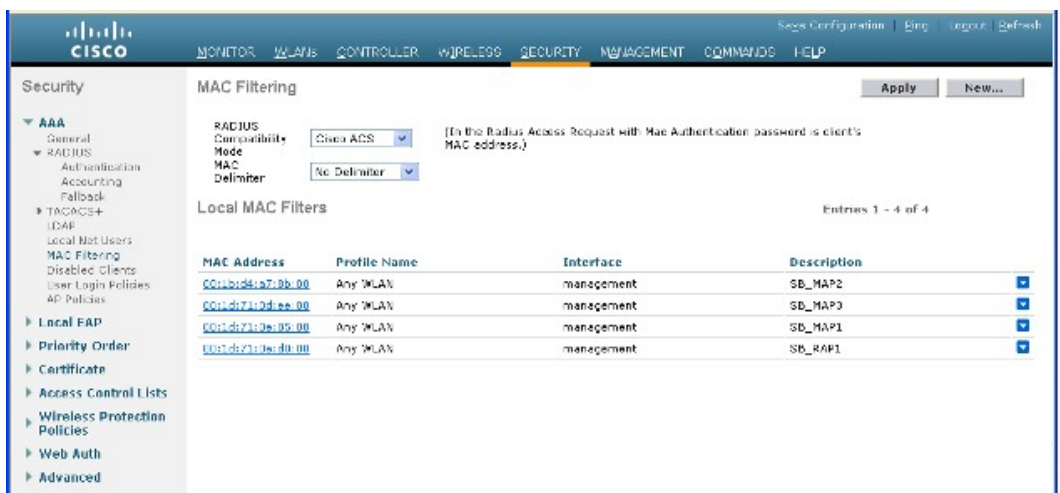 Save Configuration | Ping | Logout | Refresh
CISCO
MONITOR WLANs CONTROLLER WIRELESS SECURITY MANAGEMENT COMMANDS HELP
Security
AAA
General
RADIUS
Authentication
Accounting
Fallback
TACACS+
LDAP
Local Net Users
MAC Filtering
Disabled Clients
User Login Policies
AP Policies
Local EAP
Priority Order
Certificate
Access Control Lists
Wireless Protection
Policies
Web Auth
Advanced
MAC Filtering
Apply New...
RADIUS
Compatibility
Mode
Cisco ACS
(In the Radius Access Request with Mac Authentication password is client's
MAC address.)
MAC
Delimiter
No Delimiter
Local MAC Filters
Entries 1 - 4 of 4
MAC Address Profile Name Interface Description
Any WLAN management SB_MAP2
Any WLAN management SB_MAP3
Any WLAN management SB_MAP1
Any WLAN management SB_RAP1